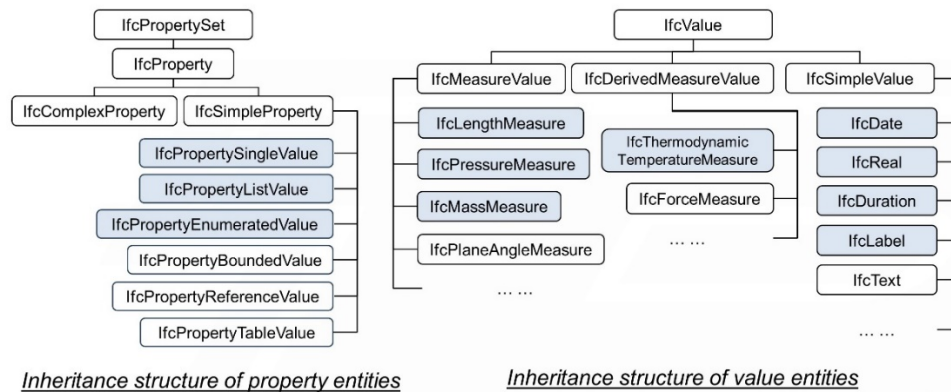 IfcPropertySet
IfcProperty
IfcComplexProperty
IfcSimpleProperty
IfcPropertySingleValue
IfcPropertyListValue
IfcPropertyEnumeratedValue
IfcPropertyBoundedValue
IfcPropertyReferenceValue
IfcPropertyTableValue
Inheritance structure of property entities
IfcValue
IfcMeasureValue
IfcDerivedMeasureValue
IfcSimpleValue
IfcLengthMeasure
IfcPressureMeasure
IfcMassMeasure
IfcPlaneAngleMeasure
... ...
IfcThermodynamic
TemperatureMeasure
IfcForceMeasure
... ...
IfcDate
IfcReal
IfcDuration
IfcLabel
IfcText
... ...
Inheritance structure of value entities